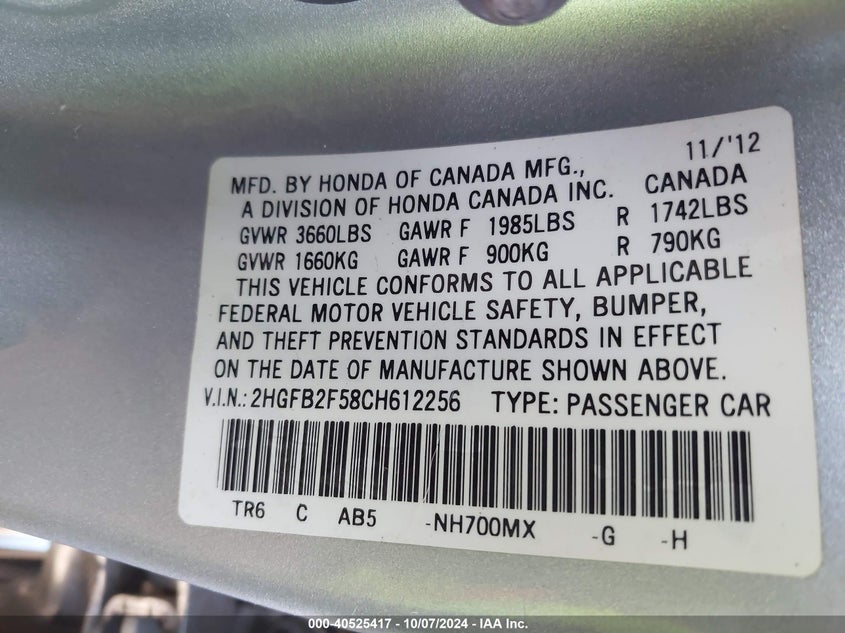 11/'12
MFD. BY HONDA OF CANADA MFG.,
A DIVISION OF HONDA CANADA INC. CANADA
GVWR 3660LBS GAWR F 1985LBS R 1742LBS
GVWR 1660KG GAWR F 900KG R 790KG
THIS VEHICLE CONFORMS TO ALL APPLICABLE
FEDERAL MOTOR VEHICLE SAFETY, BUMPER,
AND THEFT PREVENTION STANDARDS IN EFFECT
ON THE DATE OF MANUFACTURE SHOWN ABOVE.
V.I.N.: 2HGFB2F58CH612256 TYPE: PASSENGER CAR
TR6 C AB5 -NH700MX -G -H
000-40525417 - 10/07/2024 - IAA Inc.